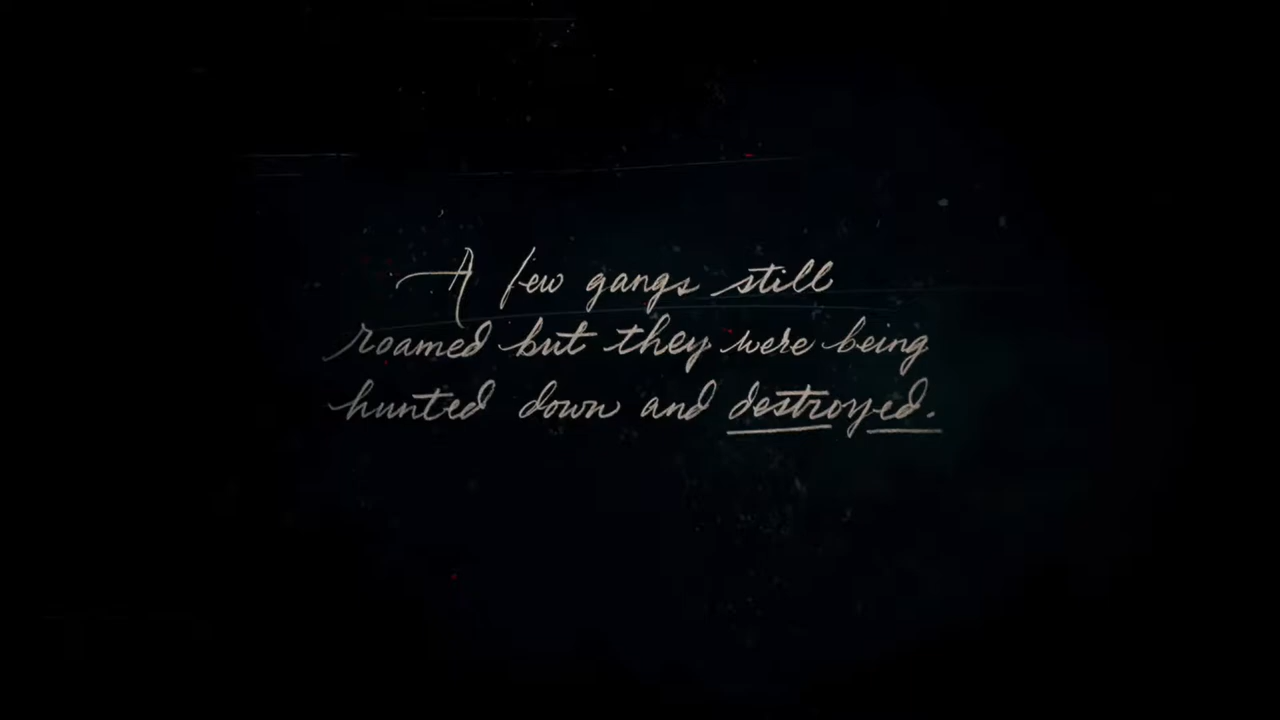 A few gangs still
roamed but they were being
hunted down and destroyed.